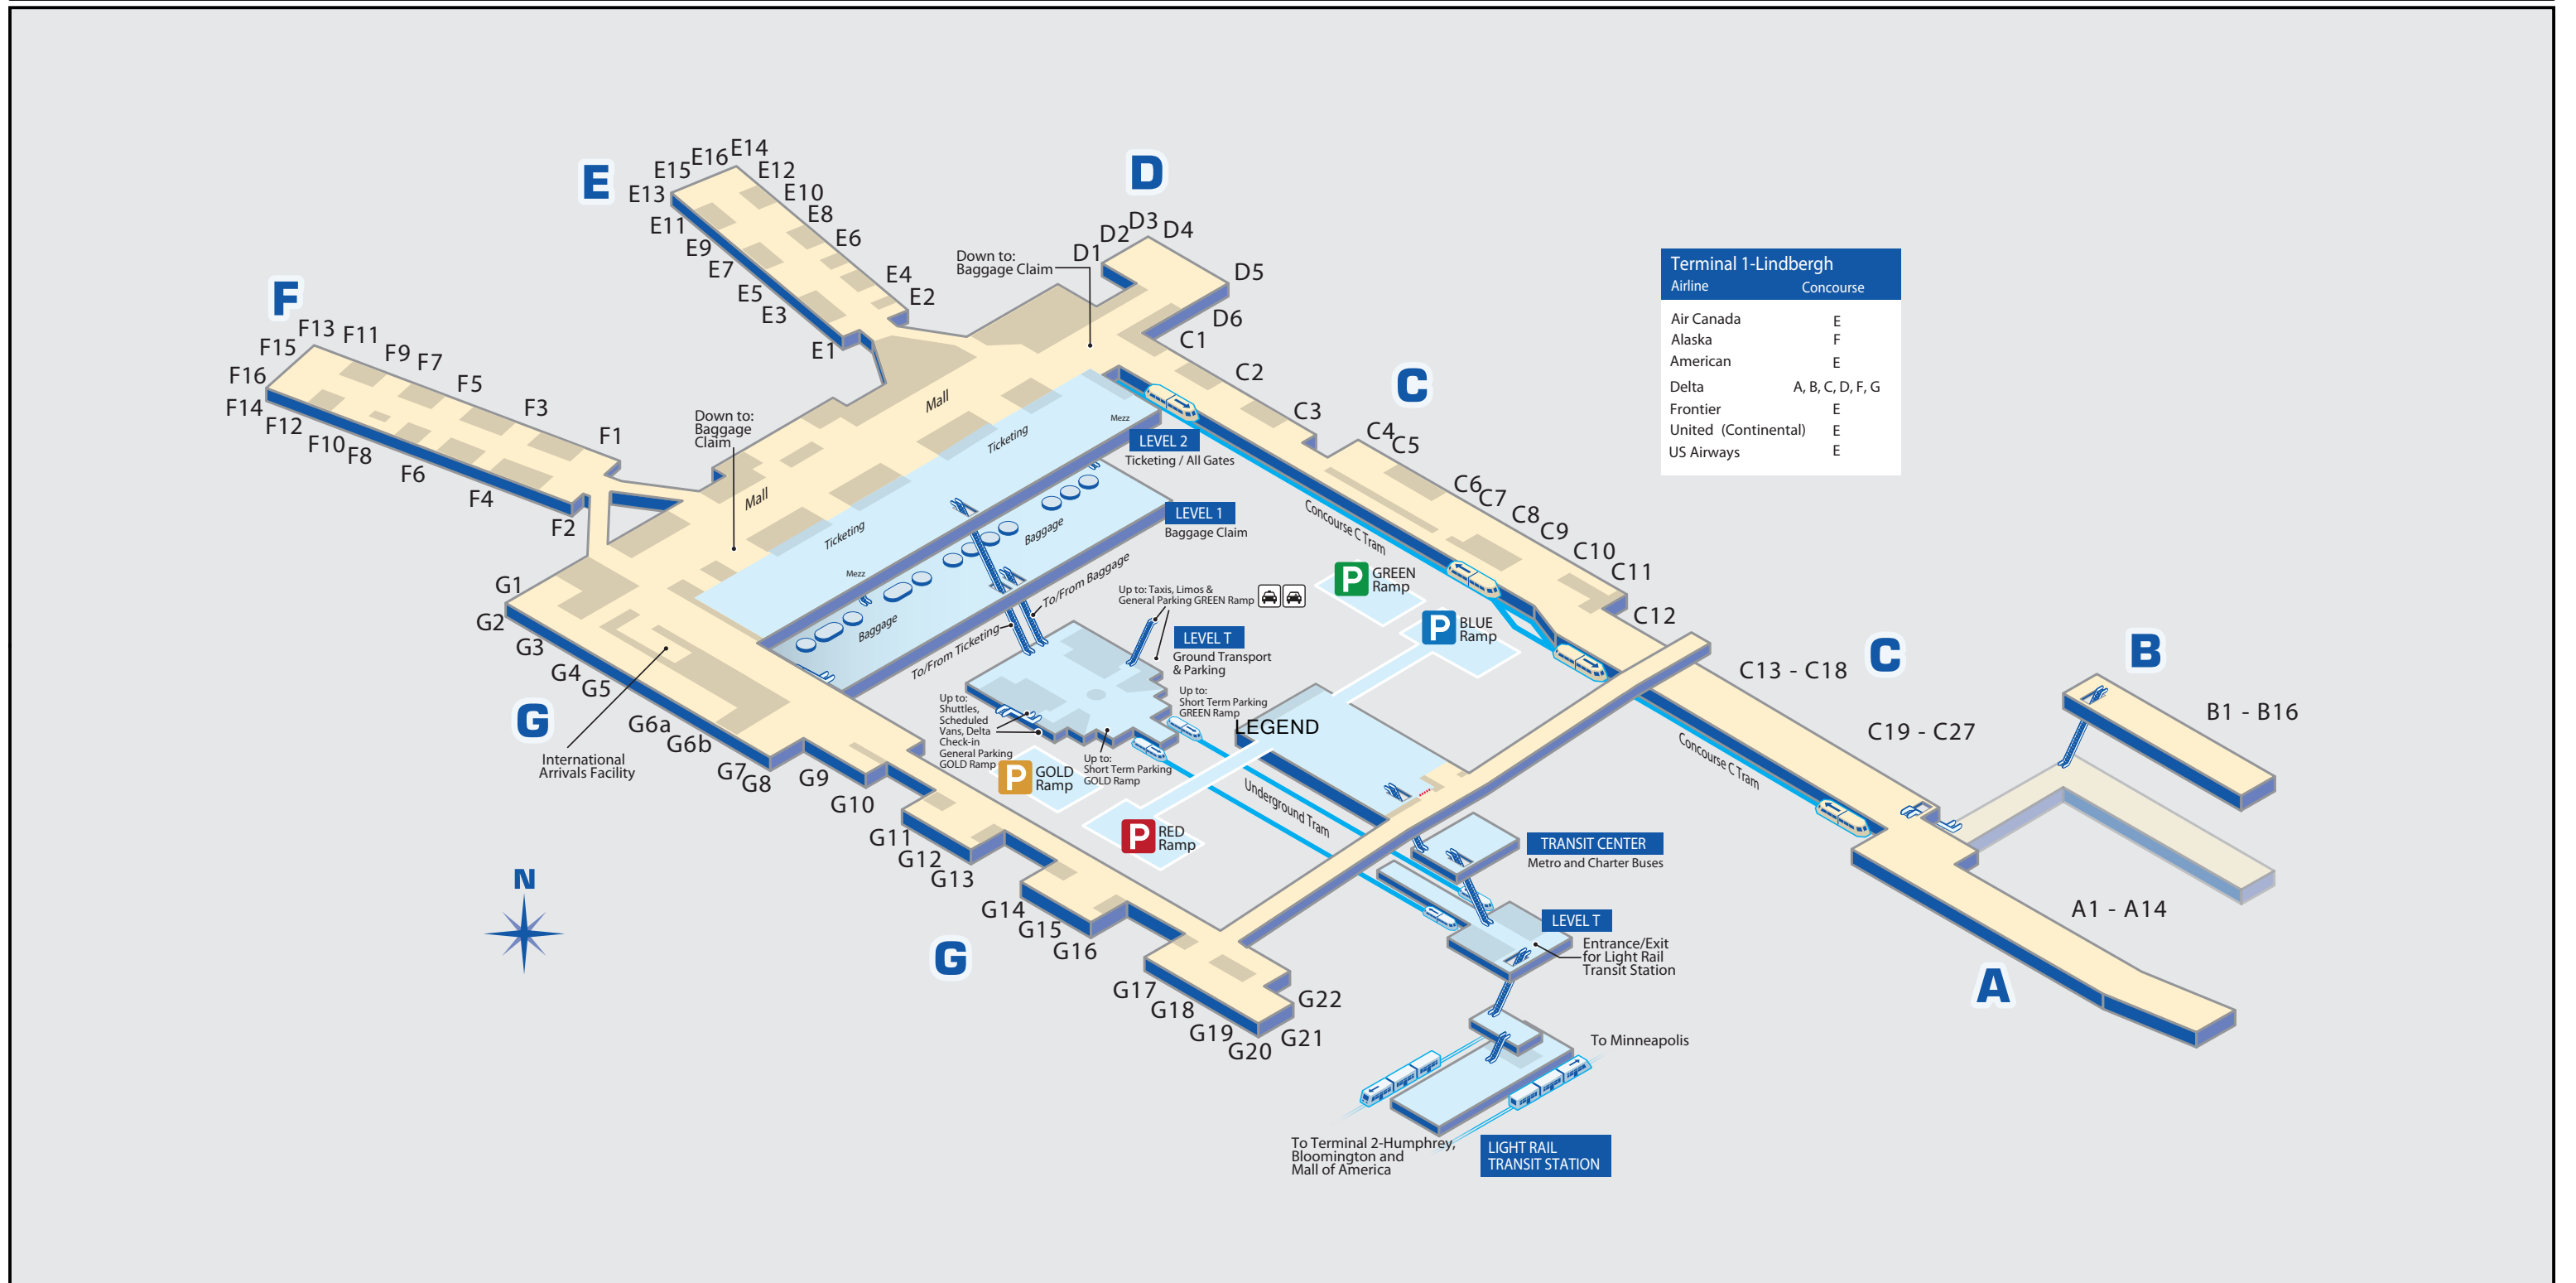 E
E15
E16
E14
E13
E12
E11
E10
E9
E8
E7
E6
E5
E4
E3
E2
E1
D
D1
D2
D3
D4
D5
D6
Down to:
Baggage Claim
F
F13
F11
F15
F9
F7
F16
F5
F14
F3
F12
F1
F10
F8
F6
F4
F2
Down to:
Baggage
Claim
Mall
Mall
Ticketing
Ticketing
Mezz
Mezz
LEVEL 2
Ticketing / All Gates
Baggage
Baggage
LEVEL 1
Baggage Claim
C
C1
C2
C3
C4
C5
C6
C7
C8
C9
C10
C11
C12
Concourse C Tram
Terminal 1-Lindbergh
Airline Concourse
Air Canada E
Alaska F
American E
Delta A, B, C, D, F, G
Frontier E
United (Continental) E
US Airways E
To/From Baggage
To/From Ticketing
Up to: Taxis, Limos &
General Parking GREEN Ramp
LEVEL T
Ground Transport
& Parking
Up to:
Short Term Parking
GREEN Ramp
Up to:
Shuttles,
Scheduled
Vans, Delta
Check-in
General Parking
GOLD Ramp
Up to:
Short Term Parking
GOLD Ramp
P
GREEN
Ramp
P
BLUE
Ramp
P
GOLD
Ramp
P
RED
Ramp
LEGEND
Underground Tram
C
C13 - C18
C19 - C27
Concourse C Tram
B
B1 - B16
A1 - A14
A
G1
G2
G3
G4
G5
G
G6a
G6b
G7
G8
G9
G10
G11
G12
G13
G14
G15
G16
G
G17
G18
G19
G20
G21
G22
International
Arrivals Facility
N
TRANSIT CENTER
Metro and Charter Buses
LEVEL T
Entrance/Exit
for Light Rail
Transit Station
To Minneapolis
To Terminal 2-Humphrey,
Bloomington and
Mall of America
LIGHT RAIL
TRANSIT STATION